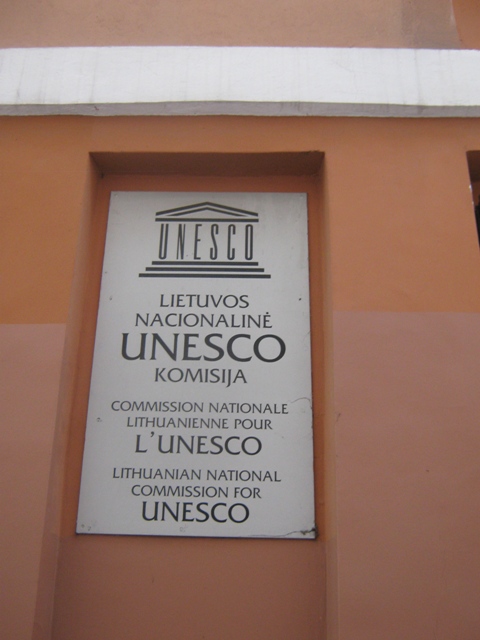 UNESCO
LIETUVOS
NACIONALINĖ
UNESCO
KOMISIJA
COMMISSION NATIONALE
LITHUANIENNE POUR
L'UNESCO
LITHUANIAN NATIONAL
COMMISSION FOR
UNESCO